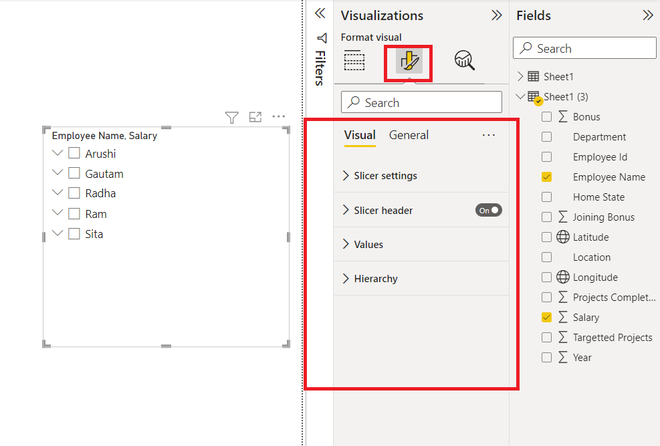 Employee Name, Salary
Arushi
Gautam
Radha
Ram
Sita
Filters
Visualizations
Format visual
Search
Visual General ...
Slicer settings
Slicer header On
Values
Hierarchy
Fields
Search
Sheet1
Sheet1 (3)
Bonus
Department
Employee Id
Employee Name
Home State
Joining Bonus
Latitude
Location
Longitude
Projects Complet...
Salary
Targetted Projects
Year